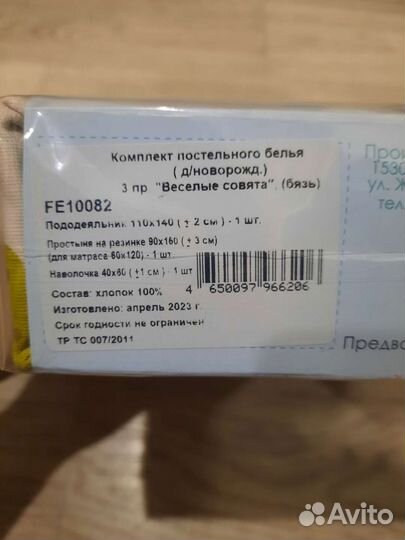 Комплект постельного белья
( д/новорожд.)
3 пр "Веселые совята", (бязь)
FE10082
Пододеяльник 110х140 ( ± 2 см) - 1 шт.
Простыня на резинке 90х160 ( ± 3 см)
(для матраса 60х120) - 1 шт.
Наволочка 40х60 ( ±1 см ) - 1 шт
Состав: хлопок 100%
4 650097 966206
Изготовлено: апрель 2023 г.
Срок годности не ограничен
ТР ТС 007/2011
ул. Ж
тел.
Avito